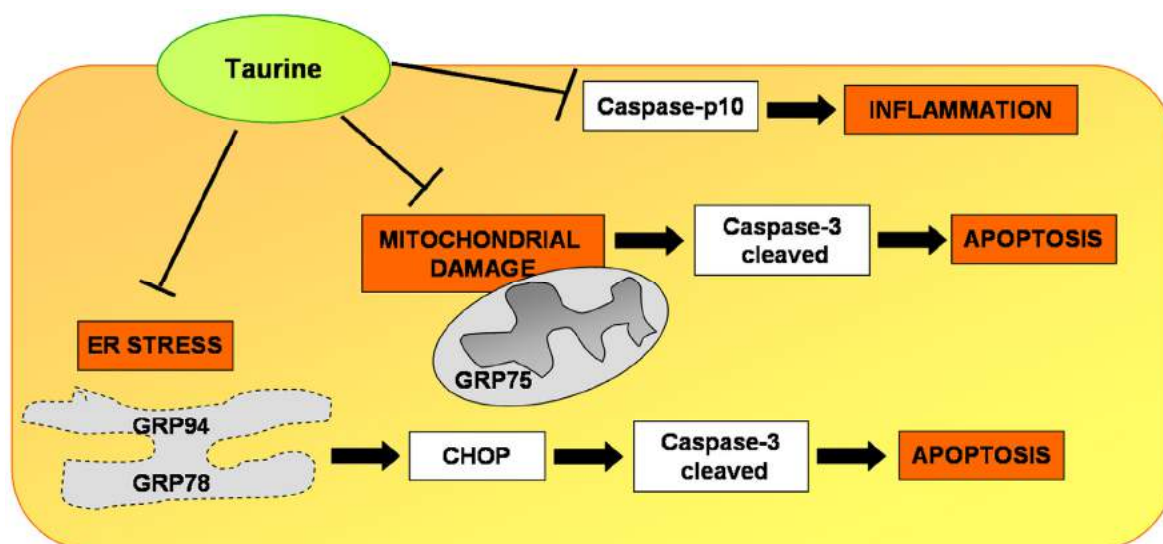 Taurine
Caspase-p10
INFLAMMATION
MITOCHONDRIAL
DAMAGE
Caspase-3
cleaved
APOPTOSIS
GRP75
ER STRESS
GRP94
GRP78
CHOP
Caspase-3
cleaved
APOPTOSIS